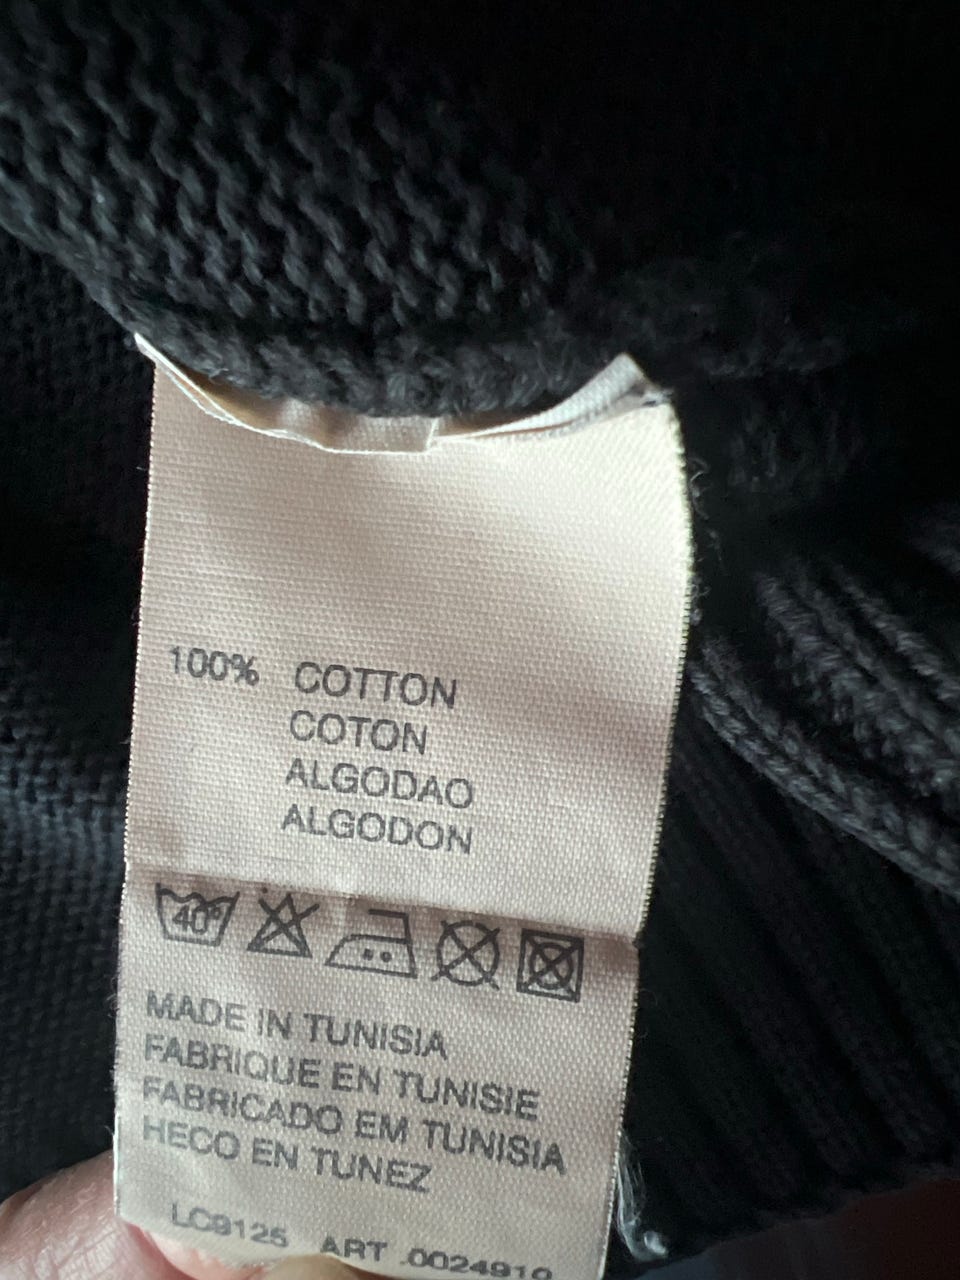 100% COTTON
COTON
ALGODAO
ALGODON
40°
MADE IN TUNISIA
FABRIQUE EN TUNISIE
FABRICADO EM TUNISIA
HECO EN TUNEZ
LC9125 ART .0024910